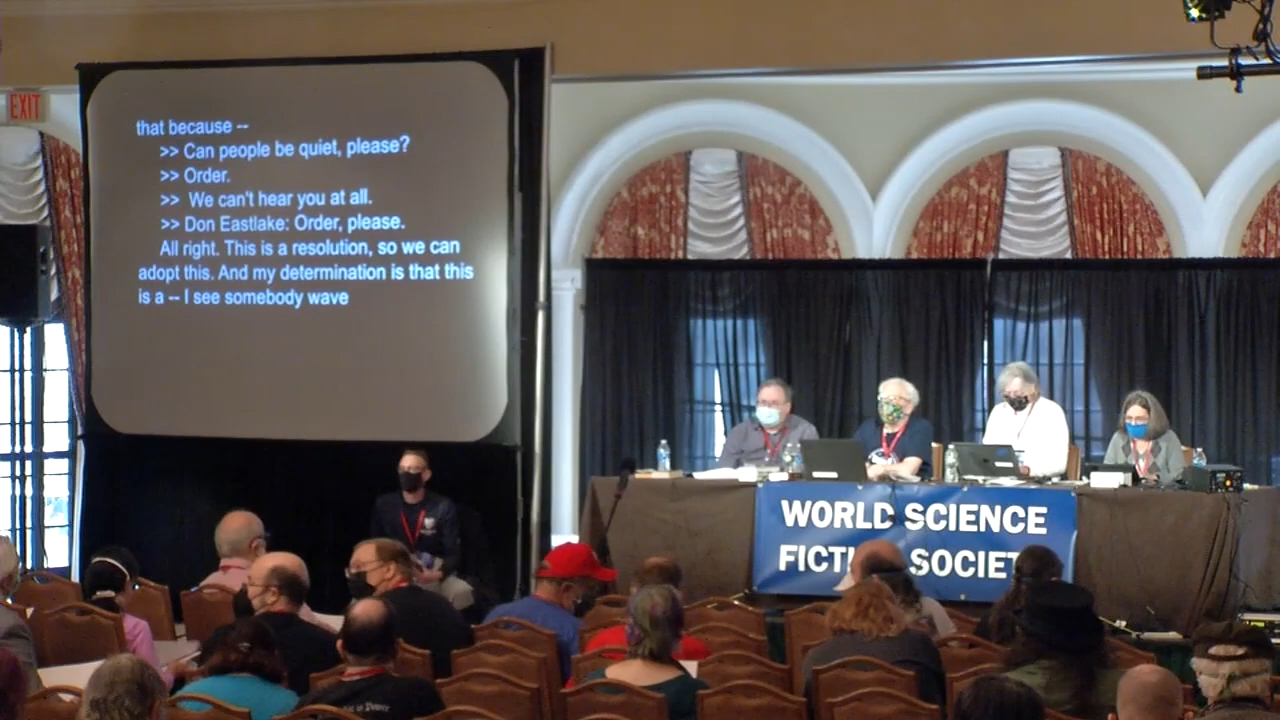 EXIT
that because --
>> Can people be quiet, please?
>> Order.
>> We can't hear you at all.
>> Don Eastlake: Order, please.
All right. This is a resolution, so we can
adopt this. And my determination is that this
is a -- I see somebody wave
WORLD SCIENCE
SOCIET